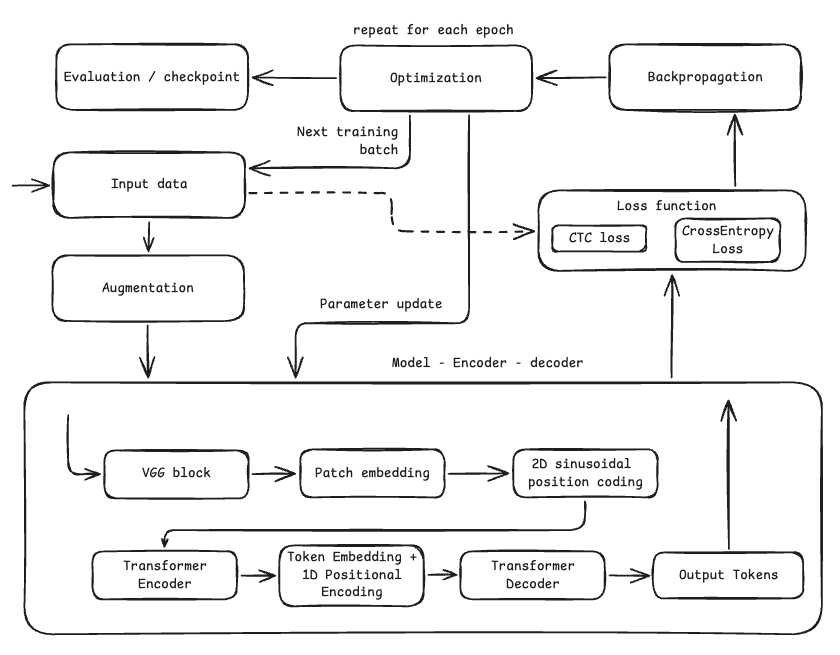 repeat for each epoch
Evaluation / checkpoint
Optimization
Backpropagation
Next training
batch
Input data
Loss function
CTC loss
CrossEntropy
Loss
Augmentation
Parameter update
Model - Encoder - decoder
VGG block
Patch embedding
2D sinusoidal
position coding
Transformer
Encoder
Token Embedding +
1D Positional
Encoding
Transformer
Decoder
Output Tokens